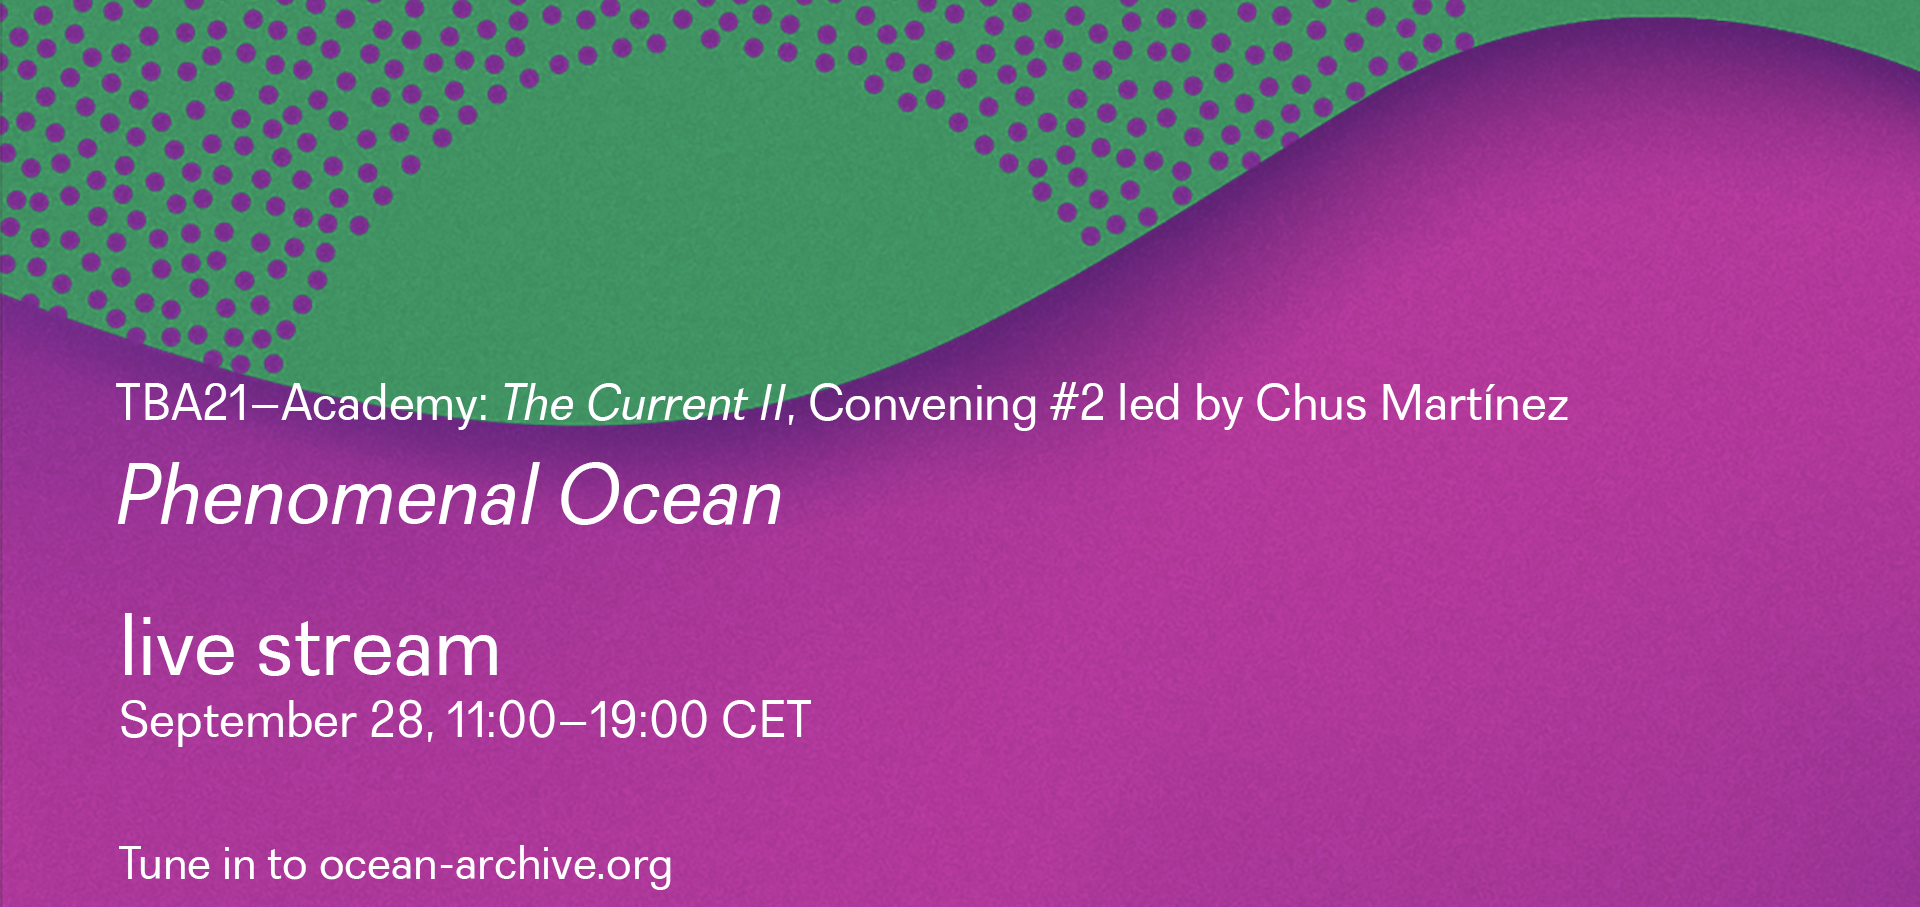 TBA21—Academy: The Current II, Convening #2 led by Chus Martínez
Phenomenal Ocean
live stream
September 28, 11:00—19:00 CET
Tune in to ocean-archive.org